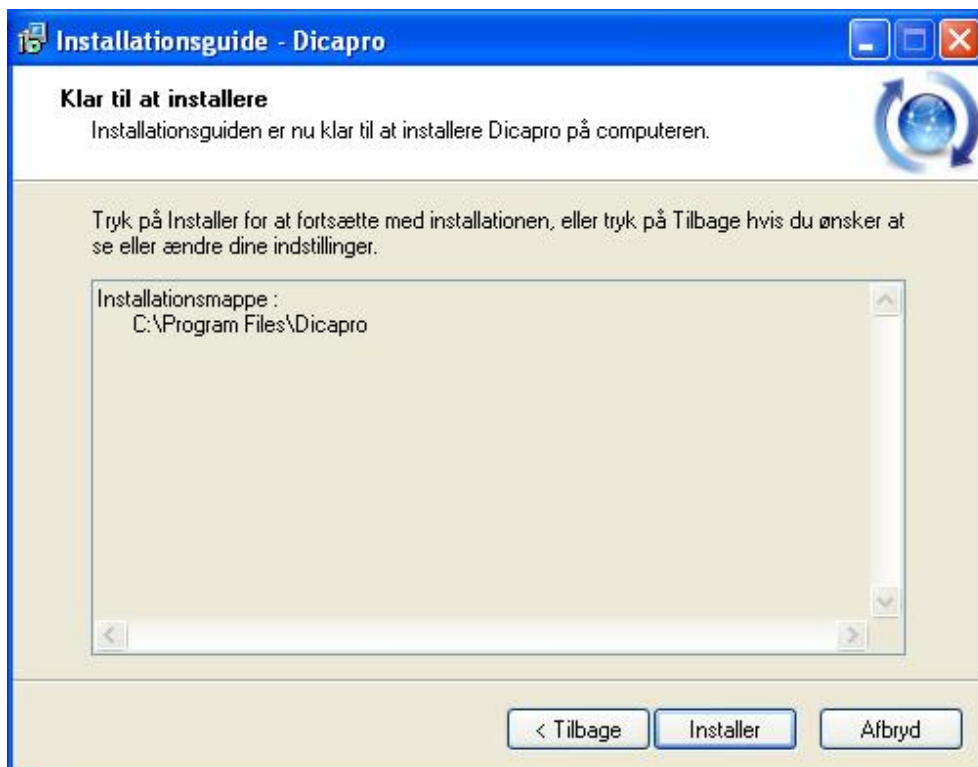 Installationsguide - Dicapro
Klar til at installere
Installationsguiden er nu klar til at installere Dicapro på computeren.
Tryk på Installer for at fortsætte med installationen, eller tryk på Tilbage hvis du ønsker at
se eller ændre dine indstillinger.
Installationsmappe :
C:\Program Files\Dicapro
< Tilbage
Installer
Afbryd